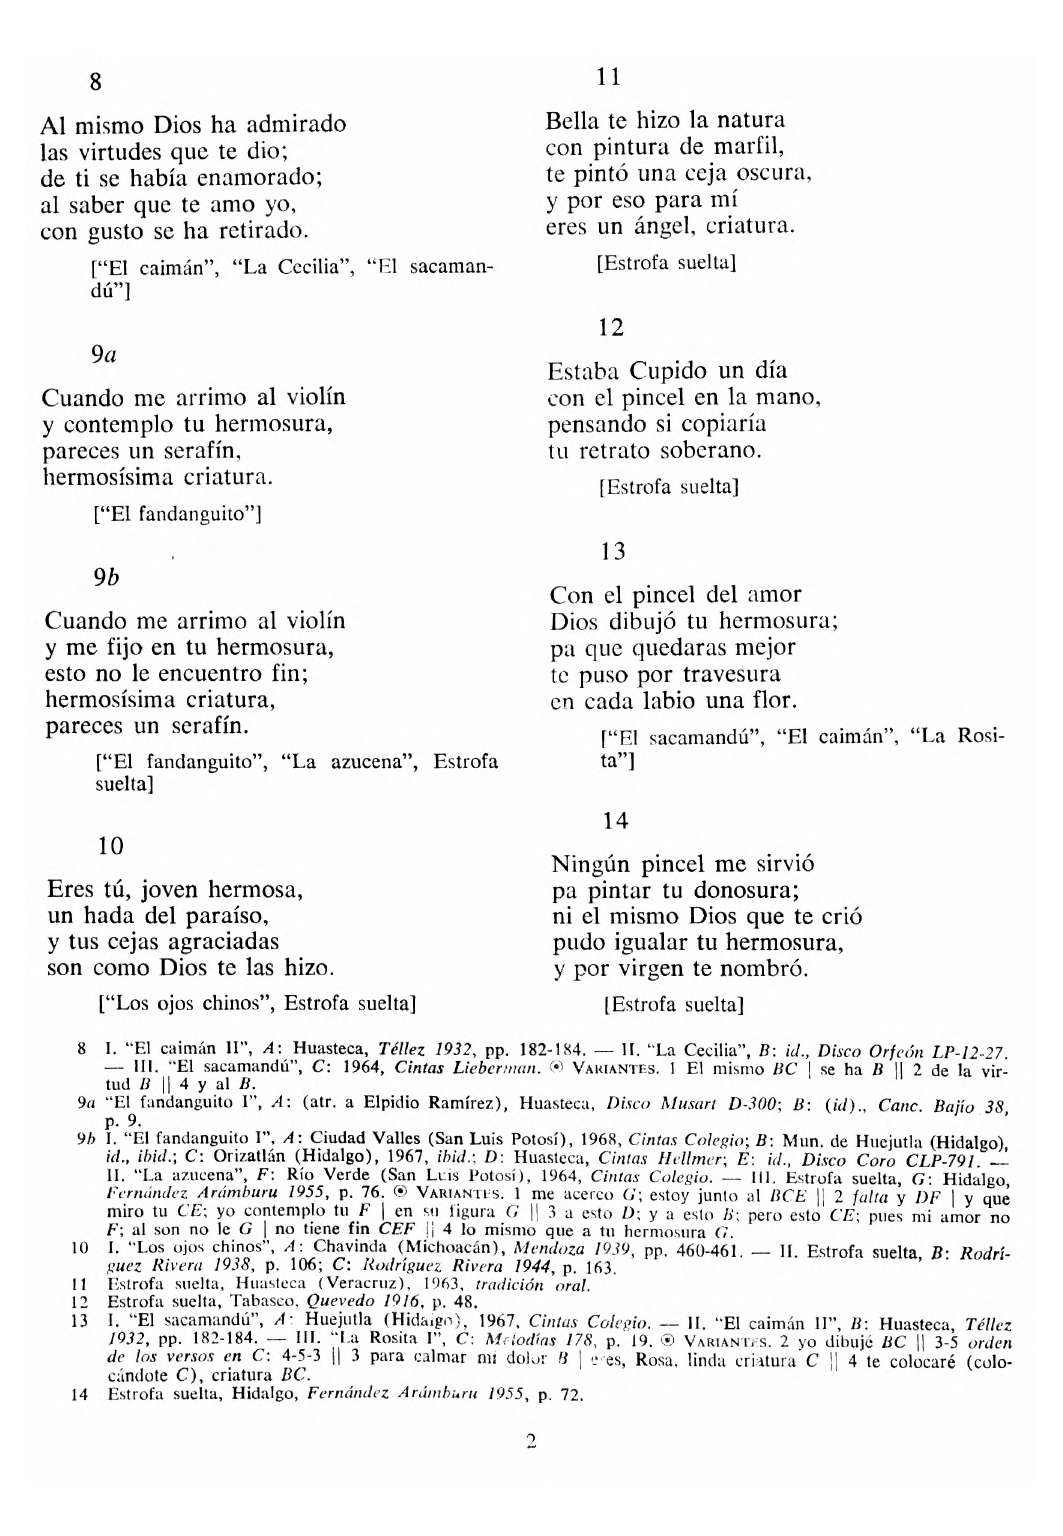 8
Al mismo Dios ha admirado
las virtudes que te dio;
de ti se había enamorado;
al saber que te amo yo,
con gusto se ha retirado.
[“El caimán”, “La Cecilia”, “El sacaman-
dú”]
9a
Cuando me arrimo al violín
y contemplo tu hermosura,
pareces un serafín,
hermosísima criatura.
[“El fandanguito”]
9b
Cuando me arrimo al violín
y me fijo en tu hermosura,
esto no le encuentro fin;
hermosísima criatura,
pareces un serafín.
[“El fandanguito”, “La azucena”, Estrofa
suelta]
10
Eres tú, joven hermosa,
un hada del paraíso,
y tus cejas agraciadas
son como Dios te las hizo.
[“Los ojos chinos”, Estrofa suelta]
11
Bella te hizo la natura
con pintura de marfil,
te pintó una ceja oscura,
y por eso para mí
eres un ángel, criatura.
[Estrofa suelta]
12
Estaba Cupido un día
con el pincel en la mano,
pensando si copiaría
tu retrato soberano.
[Estrofa suelta]
13
Con el pincel del amor
Dios dibujó tu hermosura;
pa que quedaras mejor
te puso por travesura
en cada labio una flor.
[“El sacamandú”, “El caimán”, “La Rosi-
ta”]
14
Ningún pincel me sirvió
pa pintar tu donosura;
ni el mismo Dios que te crió
pudo igualar tu hermosura,
y por virgen te nombró.
[Estrofa suelta]
8 I. “El caimán II”, A: Huasteca, Téllez 1932, pp. 182-184. — II. “La Cecilia”, B: id., Disco Orfeón LP-12-27.
— III. “El sacamandú”, C: 1964, Cintas Lieberman. ⊙ VARIANTES. 1 El mismo BC | se ha B || 2 de la vir-
tud B || 4 y al B.
9a “El fandanguito I”, A: (atr. a Elpidio Ramírez), Huasteca, Disco Musart D-300; B: (id)., Canc. Bajío 38,
p. 9.
9b I. “El fandanguito I”, A: Ciudad Valles (San Luis Potosí), 1968, Cintas Colegio; B: Mun. de Huejutla (Hidalgo),
id., ibid.; C: Orizatlán (Hidalgo), 1967, ibid.; D: Huasteca, Cintas Hellmer; E: id., Disco Coro CLP-791. —
II. “La azucena”, F: Río Verde (San Luis Potosí), 1964, Cintas Colegio. — III. Estrofa suelta, G: Hidalgo,
Fernández Arámburu 1955, p. 76. ⊙ VARIANTES. 1 me acerco G; estoy junto al BCE || 2 falta y DF | y que
miro tu CE; yo contemplo tu F | en su figura G || 3 a esto D; y a esto B; pero esto CE; pues mi amor no
F; al son no le G | no tiene fin CEF || 4 lo mismo que a tu hermosura G.
10 I. “Los ojos chinos”, A: Chavinda (Michoacán), Mendoza 1939, pp. 460-461. — II. Estrofa suelta, B: Rodrí-
guez Rivera 1938, p. 106; C: Rodríguez Rivera 1944, p. 163.
11 Estrofa suelta, Huasteca (Veracruz), 1963, tradición oral.
12 Estrofa suelta, Tabasco, Quevedo 1916, p. 48.
13 I. “El sacamandú”, A: Huejutla (Hidalgo), 1967, Cintas Colegio. — II. “El caimán II”, B: Huasteca, Téllez
1932, pp. 182-184. — III. “La Rosita I”, C: Melodías 178, p. 19. ⊙ VARIANTES. 2 yo dibujé BC || 3-5 orden
de los versos en C: 4-5-3 || 3 para calmar mi dolor B | eres, Rosa, linda criatura C || 4 te colocaré (colo-
cándote C), criatura BC.
14 Estrofa suelta, Hidalgo, Fernández Arámburu 1955, p. 72.
2